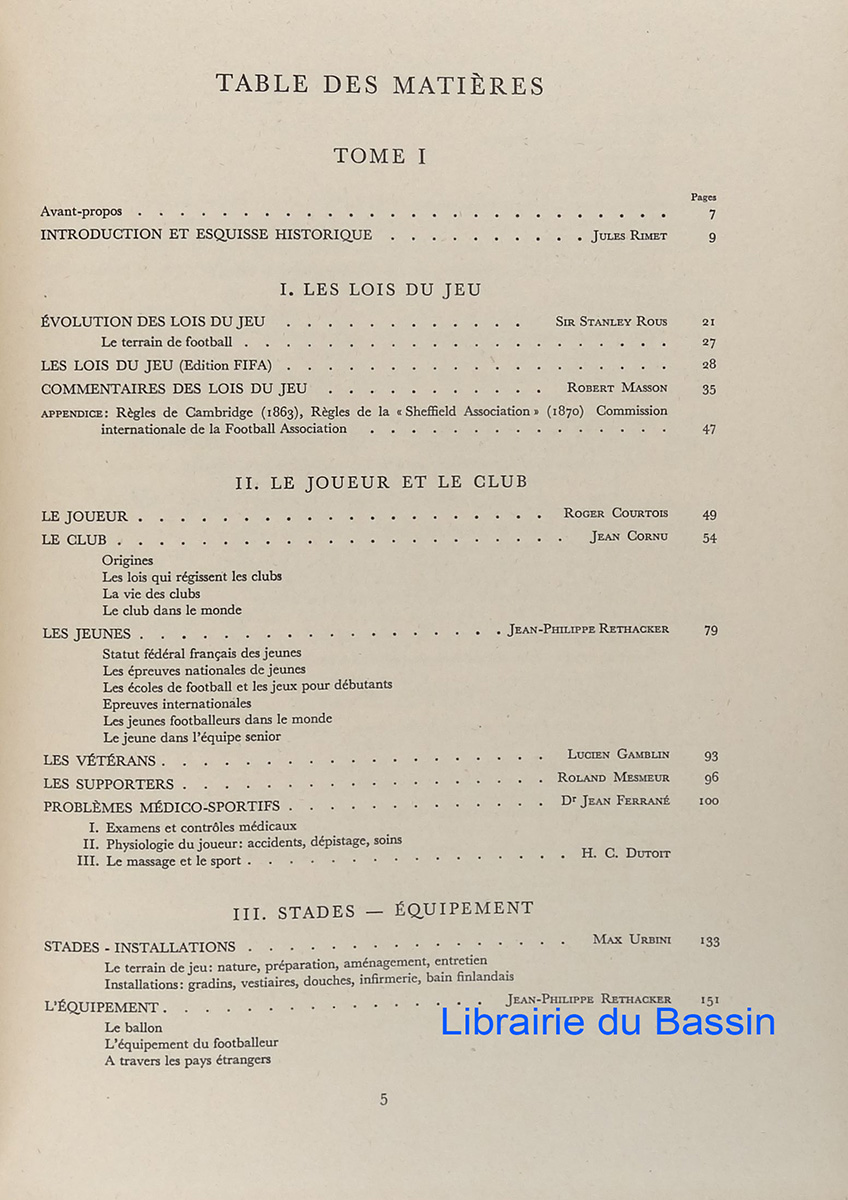 TABLE DES MATIÈRES
TOME I
Pages
Avant-propos . . . . . . . . . . . . . . . . . . . . . . . . . . 7
INTRODUCTION ET ESQUISSE HISTORIQUE . . . . . . . . . . JULES RIMET 9
I. LES LOIS DU JEU
ÉVOLUTION DES LOIS DU JEU . . . . . . . . . . . . SIR STANLEY ROUS 21
Le terrain de football . . . . . . . . . . . . . . . . . . . . . 27
LES LOIS DU JEU (Edition FIFA) . . . . . . . . . . . . . . . . . . . 28
COMMENTAIRES DES LOIS DU JEU . . . . . . . . . . . ROBERT MASSON 35
APPENDICE: Règles de Cambridge (1863), Règles de la « Sheffield Association » (1870) Commission
internationale de la Football Association . . . . . . . . . . . . . . . 47
II. LE JOUEUR ET LE CLUB
LE JOUEUR . . . . . . . . . . . . . . . . . . . . ROGER COURTOIS 49
LE CLUB . . . . . . . . . . . . . . . . . . . . . . JEAN CORNU 54
Origines
Les lois qui régissent les clubs
La vie des clubs
Le club dans le monde
LES JEUNES . . . . . . . . . . . . . . . . . . JEAN-PHILIPPE RETHACKER 79
Statut fédéral français des jeunes
Les épreuves nationales de jeunes
Les écoles de football et les jeux pour débutants
Epreuves internationales
Les jeunes footballeurs dans le monde
Le jeune dans l'équipe senior
LES VÉTÉRANS . . . . . . . . . . . . . . . . . . . LUCIEN GAMBLIN 93
LES SUPPORTERS . . . . . . . . . . . . . . . . . . ROLAND MESMEUR 96
PROBLÈMES MÉDICO-SPORTIFS . . . . . . . . . . . . . Dr JEAN FERRANÉ 100
I. Examens et contrôles médicaux
II. Physiologie du joueur: accidents, dépistage, soins
III. Le massage et le sport . . . . . . . . . . . . . . . . H. C. DUTOIT
III. STADES — ÉQUIPEMENT
STADES - INSTALLATIONS . . . . . . . . . . . . . . . . MAX URBINI 133
Le terrain de jeu: nature, préparation, aménagement, entretien
Installations: gradins, vestiaires, douches, infirmerie, bain finlandais
L'ÉQUIPEMENT . . . . . . . . . . . . . . . . JEAN-PHILIPPE RETHACKER 151
Le ballon
L'équipement du footballeur
A travers les pays étrangers
Librairie du Bassin
5